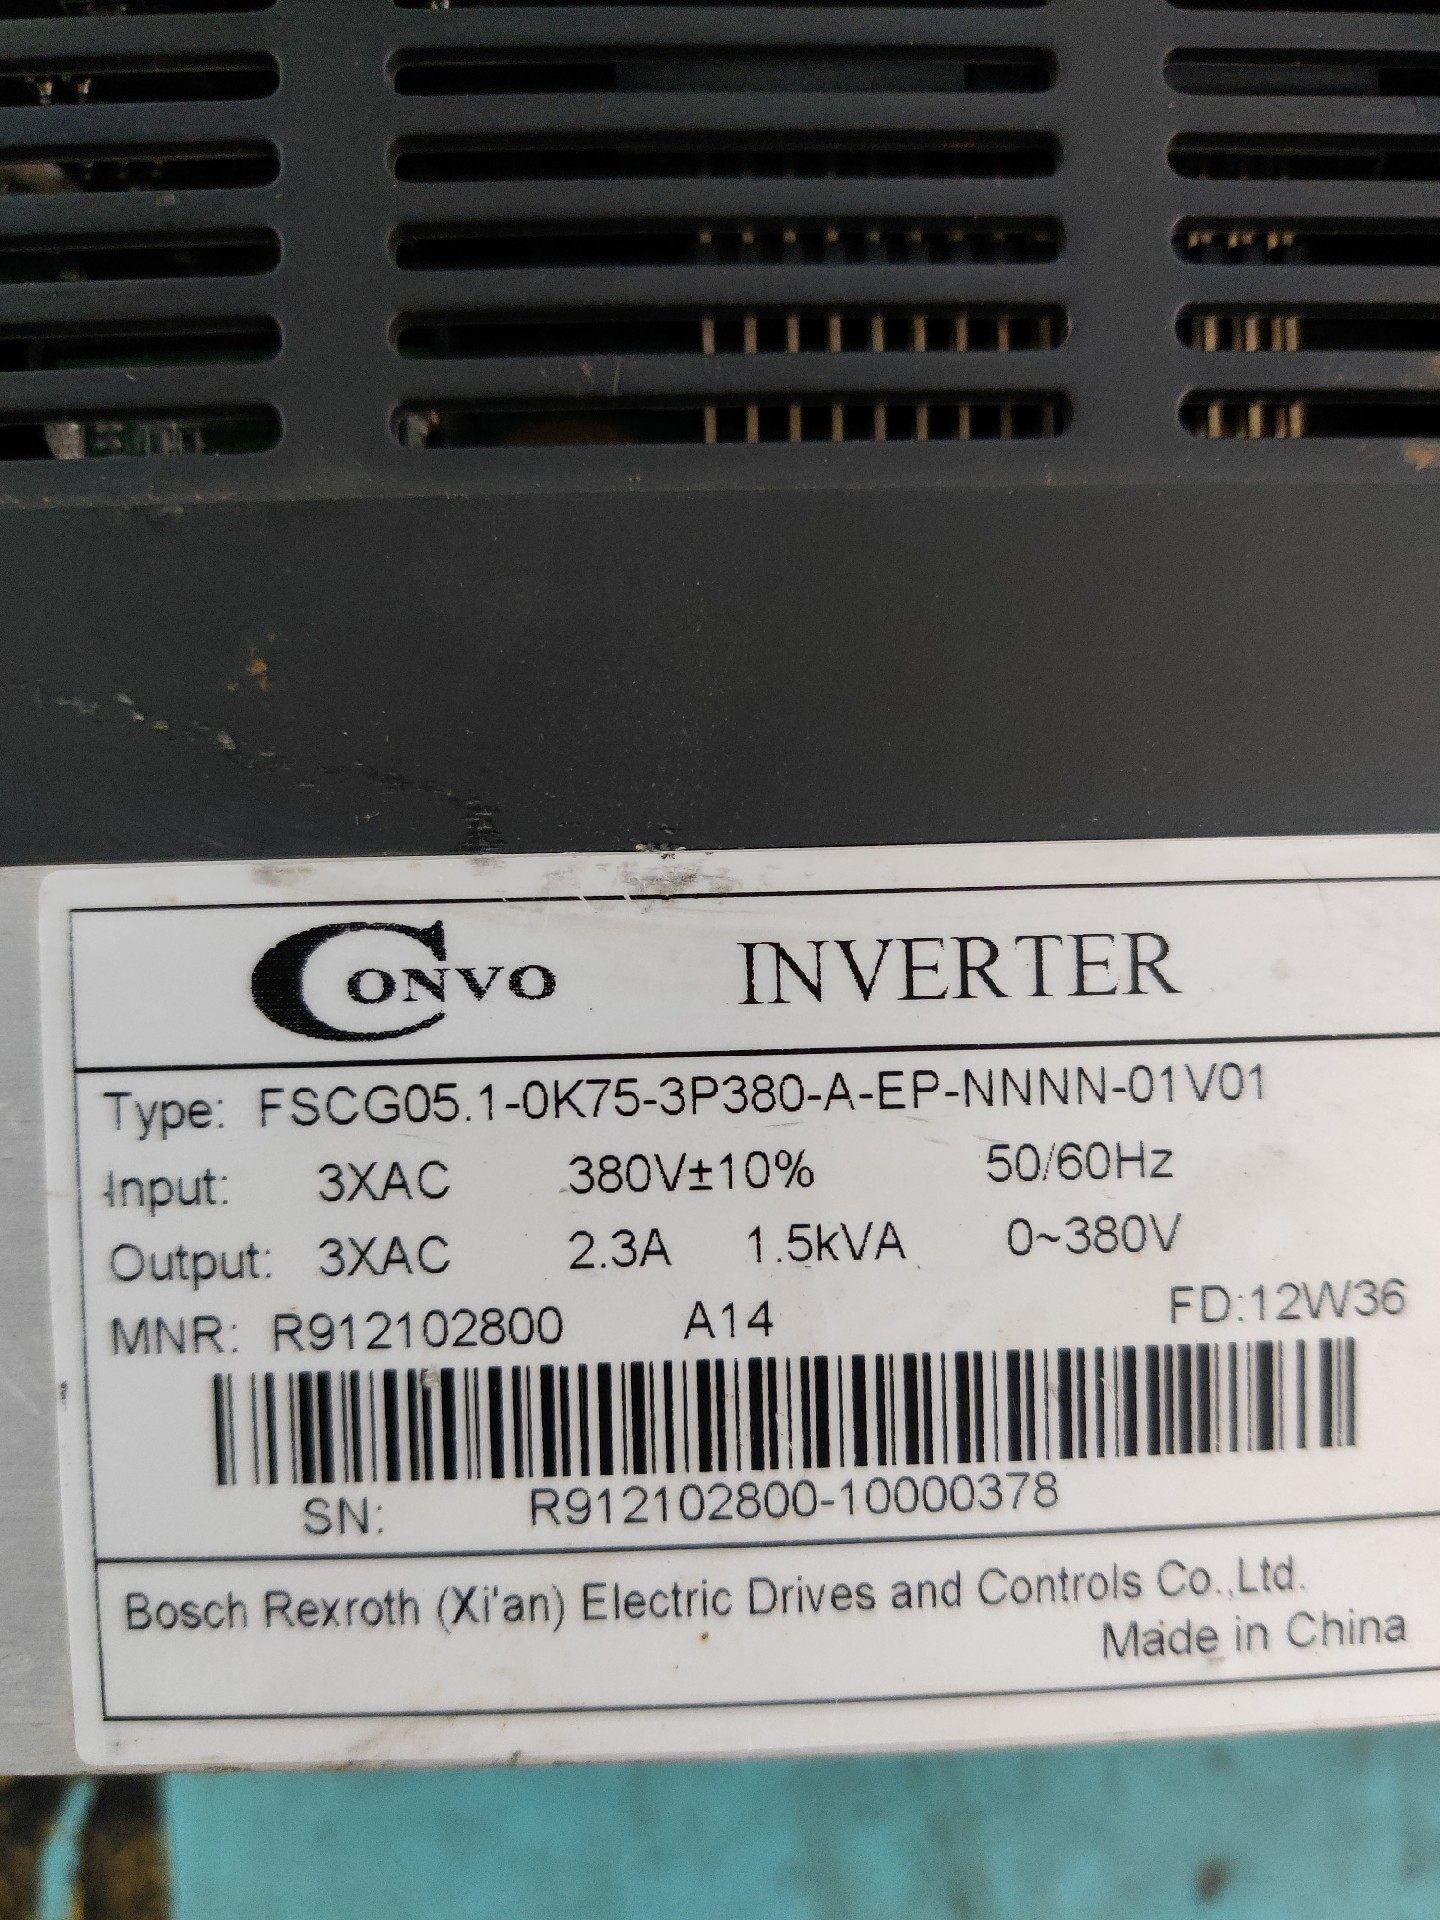 CONVO INVERTER
Type: FSCG05.1-0K75-3P380-A-EP-NNNN-01V01
Input: 3XAC 380V±10% 50/60Hz
Output: 3XAC 2.3A 1.5kVA 0~380V
MNR: R912102800 A14 FD:12W36
SN: R912102800-10000378
Bosch Rexroth (Xi'an) Electric Drives and Controls Co.,Ltd.
Made in China